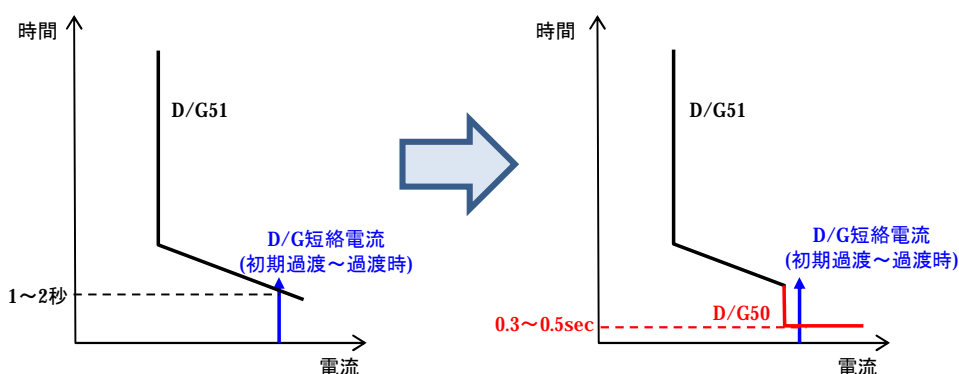 時間
D/G51
D/G短絡電流
(初期過渡～過渡時)
1～2秒
電流
時間
D/G51
D/G短絡電流
(初期過渡～過渡時)
D/G50
0.3～0.5sec
電流